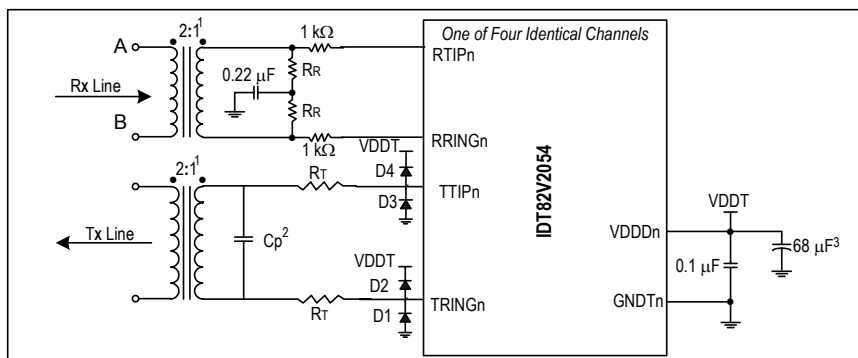 One of Four Identical Channels
A
2:1¹
1 kΩ
RTIPn
0.22 μF
RR
Rx Line
RR
B
1 kΩ
RRINGn
VDDT
2:1¹
RT
D4
TTIPn
D3
IDT82V2054
VDDT
VDDDn
Tx Line
Cp²
68 μF³
VDDT
0.1 μF
D2
GNDTn
TRINGn
RT
D1